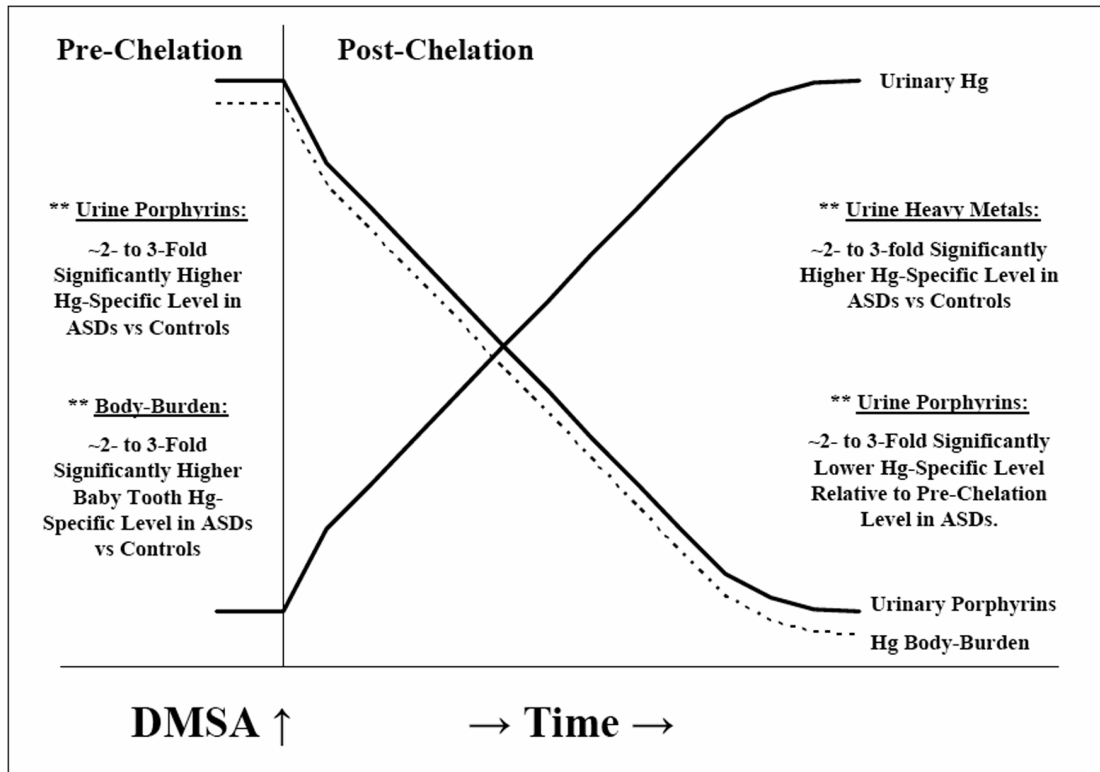 Pre-Chelation
Post-Chelation
Urinary Hg
** Urine Porphyrins:
~2- to 3-Fold
Significantly Higher
Hg-Specific Level in
ASDs vs Controls
** Body-Burden:
~2- to 3-Fold
Significantly Higher
Baby Tooth Hg-
Specific Level in ASDs
vs Controls
** Urine Heavy Metals:
~2- to 3-fold Significantly
Higher Hg-Specific Level in
ASDs vs Controls
** Urine Porphyrins:
~2- to 3-Fold Significantly
Lower Hg-Specific Level
Relative to Pre-Chelation
Level in ASDs.
Urinary Porphyrins
Hg Body-Burden
DMSA ↑
→ Time →